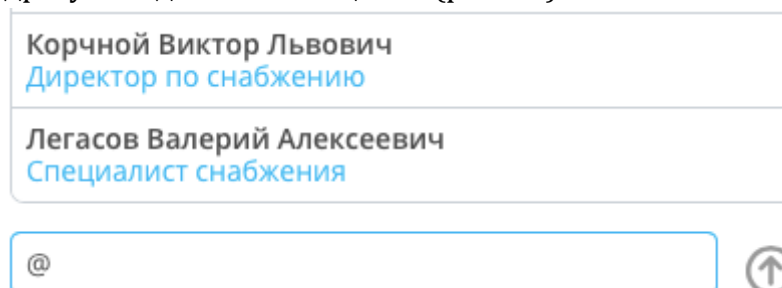 Корчной Виктор Львович
Директор по снабжению
Легасов Валерий Алексеевич
Специалист снабжения
@